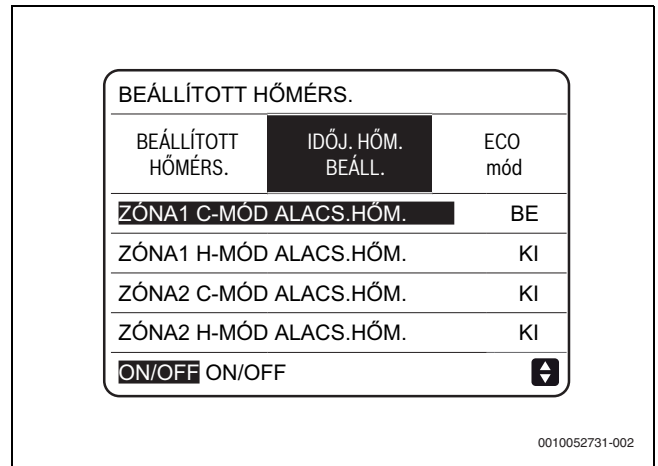 BEÁLLÍTOTT HŐMÉRS.
BEÁLLÍTOTT HŐMÉRS.
IDŐJ. HŐM. BEÁLL.
ECO mód
ZÓNA1 C-MÓD ALACS.HŐM. BE
ZÓNA1 H-MÓD ALACS.HŐM. KI
ZÓNA2 C-MÓD ALACS.HŐM. KI
ZÓNA2 H-MÓD ALACS.HŐM. KI
ON/OFF ON/OFF
0010052731-002